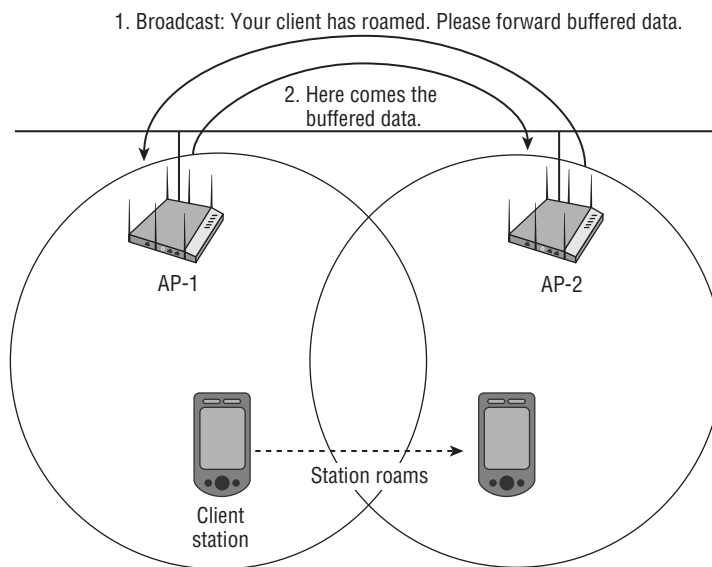 1. Broadcast: Your client has roamed. Please forward buffered data.
2. Here comes the
buffered data.
AP-1
AP-2
Station roams
Client
station